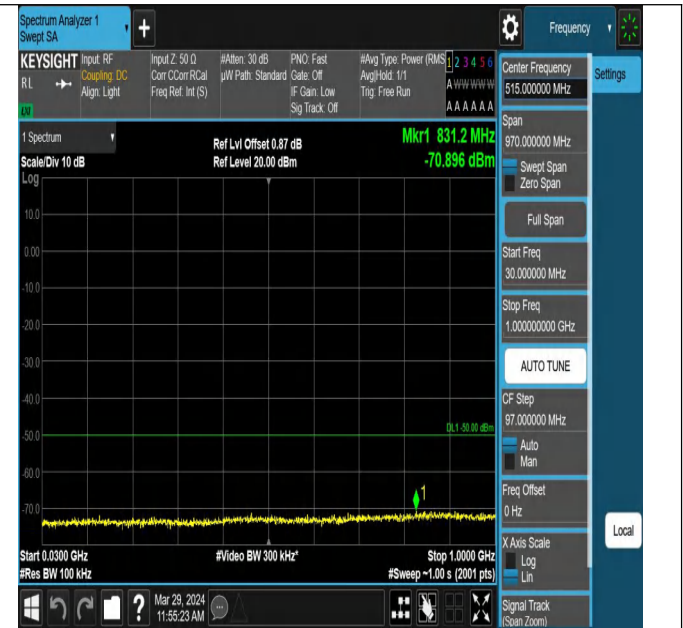 Spectrum Analyzer 1
Swept SA
+
Frequency
KEYSIGHT
RL
LXI
Input: RF
Coupling: DC
Align: Light
Input Z: 50 Ω
Corr CCorr RCal
Freq Ref: Int (S)
#Atten: 30 dB
µW Path: Standard
PNO: Fast
Gate: Off
IF Gain: Low
Sig Track: Off
#Avg Type: Power (RMS
Avg|Hold: 1/1
Trig: Free Run
1 2 3 4 5 6
A W W W W W
A A A A A A
1 Spectrum
Scale/Div 10 dB
Log
Ref Lvl Offset 0.87 dB
Ref Level 20.00 dBm
Mkr1 831.2 MHz
-70.896 dBm
10.0
0.00
-10.0
-20.0
-30.0
-40.0
-50.0
-60.0
-70.0
DL1 -50.00 dBm
1
Start 0.0300 GHz
#Res BW 100 kHz
#Video BW 300 kHz*
Stop 1.0000 GHz
#Sweep ~1.00 s (2001 pts)
Center Frequency
515.000000 MHz
Settings
Span
970.000000 MHz
Swept Span
Zero Span
Full Span
Start Freq
30.000000 MHz
Stop Freq
1.000000000 GHz
AUTO TUNE
CF Step
97.000000 MHz
Auto
Man
Freq Offset
0 Hz
X Axis Scale
Log
Lin
Signal Track
(Span Zoom)
Local
?
Mar 29, 2024
11:55:23 AM